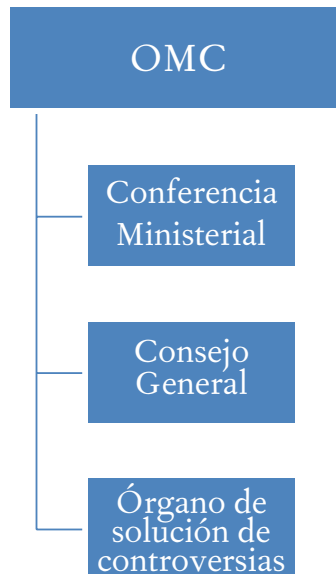 OMC
Conferencia
Ministerial
Consejo
General
Órgano de
solución de
controversias